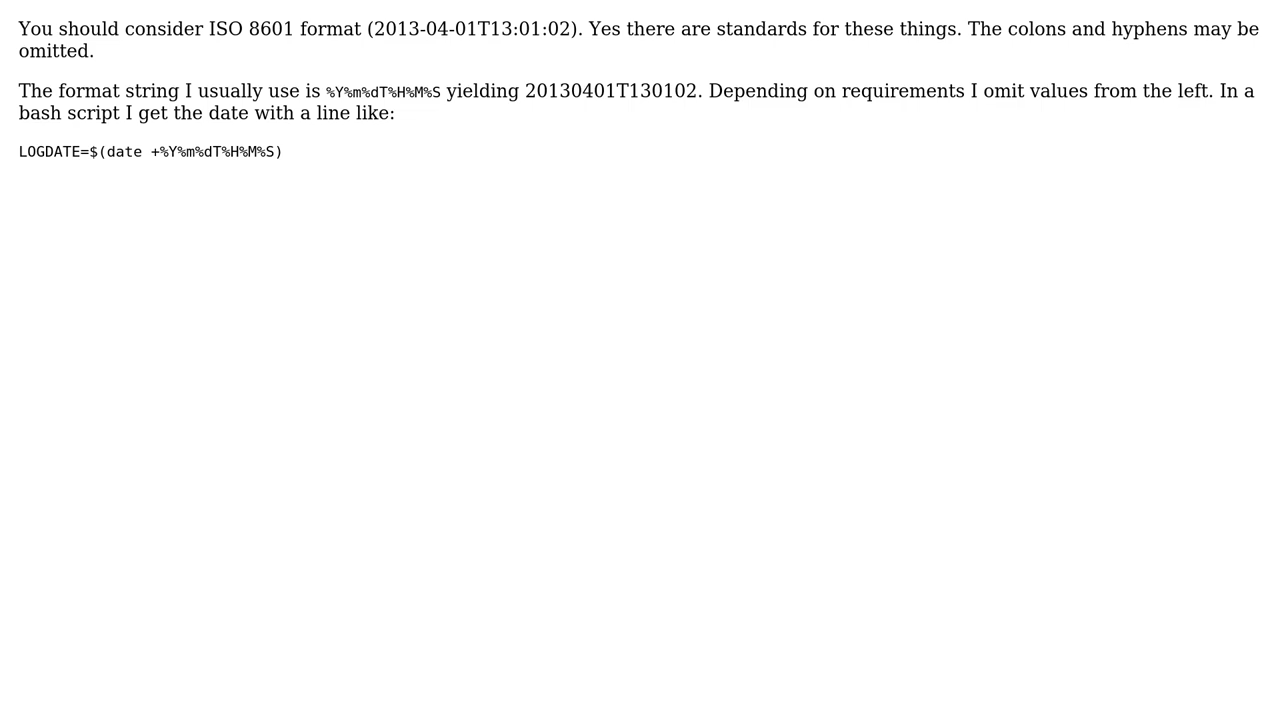 You should consider ISO 8601 format (2013-04-01T13:01:02). Yes there are standards for these things. The colons and hyphens may be
omitted.
The format string I usually use is %Y%m%dT%H%M%S yielding 20130401T130102. Depending on requirements I omit values from the left. In a
bash script I get the date with a line like:
LOGDATE=$(date +%Y%m%dT%H%M%S)